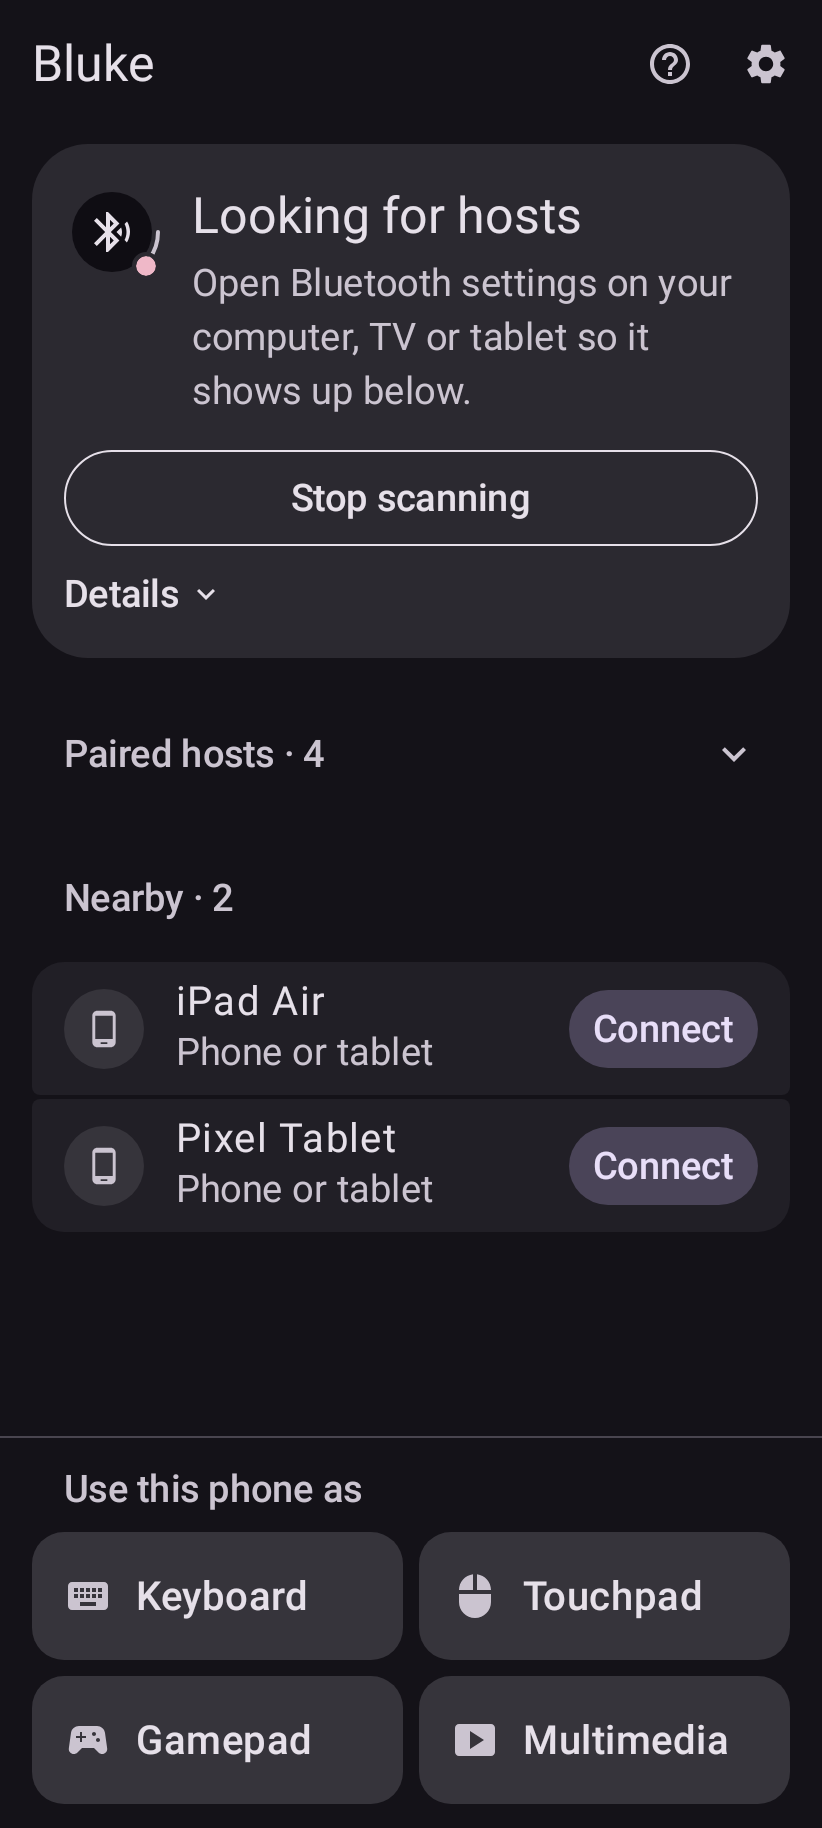 Bluke
Looking for hosts
Open Bluetooth settings on your
computer, TV or tablet so it
shows up below.
Stop scanning
Details
Paired hosts · 4
Nearby · 2
iPad Air
Phone or tablet
Connect
Pixel Tablet
Phone or tablet
Connect
Use this phone as
Keyboard
Touchpad
Gamepad
Multimedia